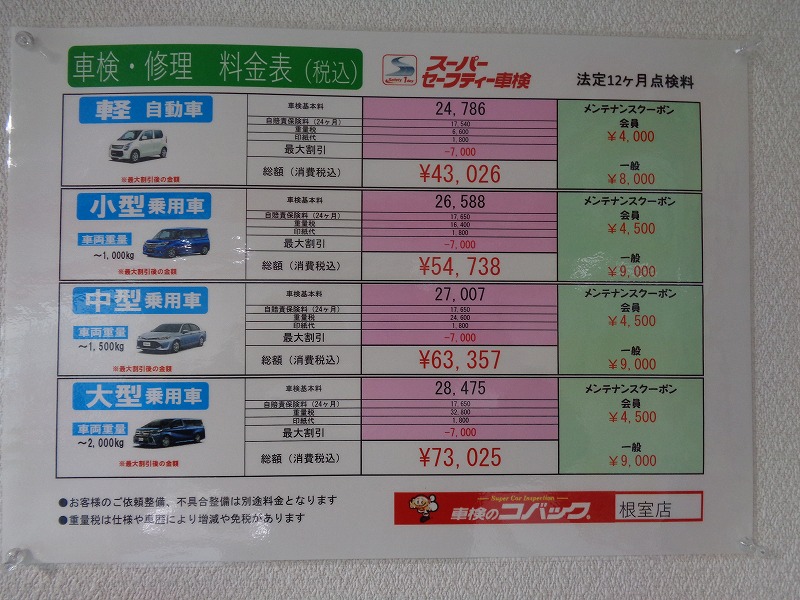 車検・修理 料金表(税込)
Safety 1day
スーパー
セーフティー車検
法定12ヶ月点検料
軽 自動車
※最大割引後の金額
車検基本料 24,786
自賠責保険料(24ヶ月) 17,540
重量税 6,600
印紙代 1,800
最大割引 -7,000
総額(消費税込) ¥43,026
メンテナンスクーポン
会員
¥4,000
一般
¥8,000
小型乗用車
車両重量
～1,000kg
※最大割引後の金額
車検基本料 26,588
自賠責保険料(24ヶ月) 17,650
重量税 16,400
印紙代 1,800
最大割引 -7,000
総額(消費税込) ¥54,738
メンテナンスクーポン
会員
¥4,500
一般
¥9,000
中型乗用車
車両重量
～1,500kg
※最大割引後の金額
車検基本料 27,007
自賠責保険料(24ヶ月) 17,650
重量税 24,600
印紙代 1,800
最大割引 -7,000
総額(消費税込) ¥63,357
メンテナンスクーポン
会員
¥4,500
一般
¥9,000
大型乗用車
車両重量
～2,000kg
※最大割引後の金額
車検基本料 28,475
自賠責保険料(24ヶ月) 17,650
重量税 32,800
印紙代 1,800
最大割引 -7,000
総額(消費税込) ¥73,025
メンテナンスクーポン
会員
¥4,500
一般
¥9,000
●お客様のご依頼整備、不具合整備は別途料金となります
●重量税は仕様や車歴により増減や免税があります
Super Car Inspection
車検のコバック。
根室店